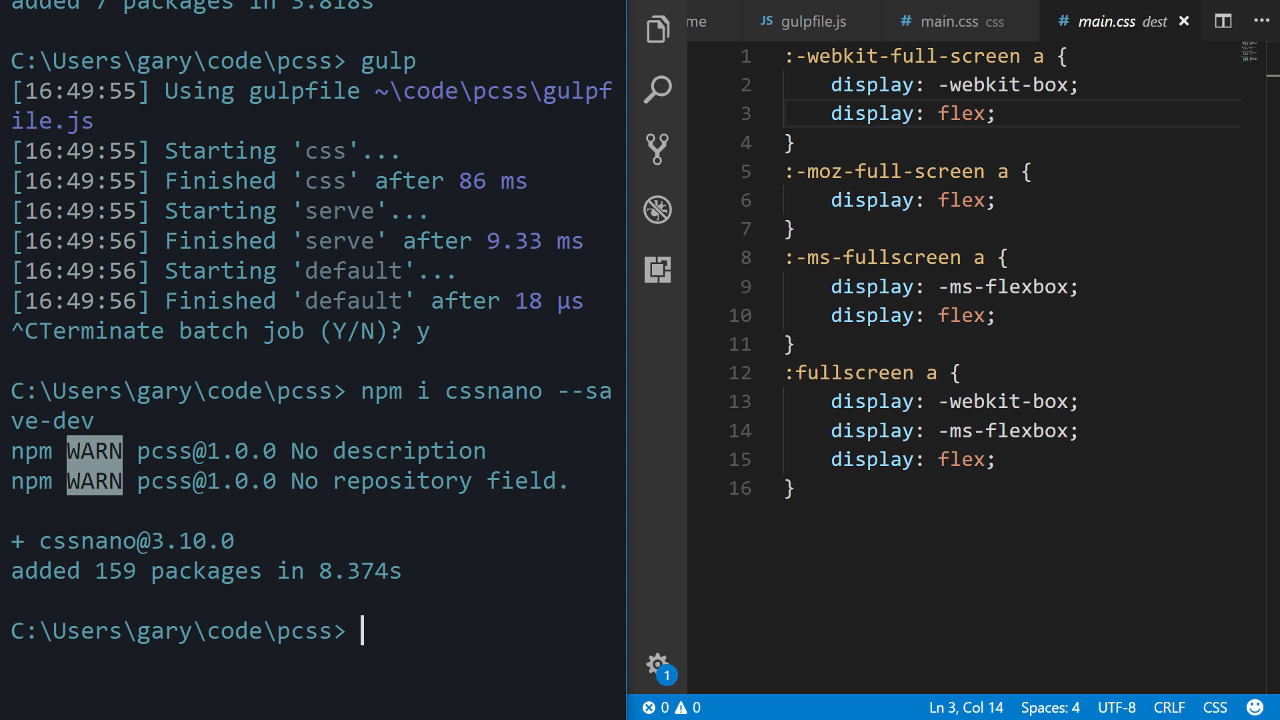 added 7 packages in 3.818s
C:\Users\gary\code\pcss> gulp
[16:49:55] Using gulpfile ~\code\pcss\gulpf
ile.js
[16:49:55] Starting 'css'...
[16:49:55] Finished 'css' after 86 ms
[16:49:55] Starting 'serve'...
[16:49:56] Finished 'serve' after 9.33 ms
[16:49:56] Starting 'default'...
[16:49:56] Finished 'default' after 18 μs
^CTerminate batch job (Y/N)? y
C:\Users\gary\code\pcss> npm i cssnano --sa
ve-dev
npm WARN pcss@1.0.0 No description
npm WARN pcss@1.0.0 No repository field.
+ cssnano@3.10.0
added 159 packages in 8.374s
C:\Users\gary\code\pcss>
me JS gulpfile.js # main.css css # main.css dest
1 :-webkit-full-screen a {
2 display: -webkit-box;
3 display: flex;
4 }
5 :-moz-full-screen a {
6 display: flex;
7 }
8 :-ms-fullscreen a {
9 display: -ms-flexbox;
10 display: flex;
11 }
12 :fullscreen a {
13 display: -webkit-box;
14 display: -ms-flexbox;
15 display: flex;
16 }
1
0 0 Ln 3, Col 14 Spaces: 4 UTF-8 CRLF CSS